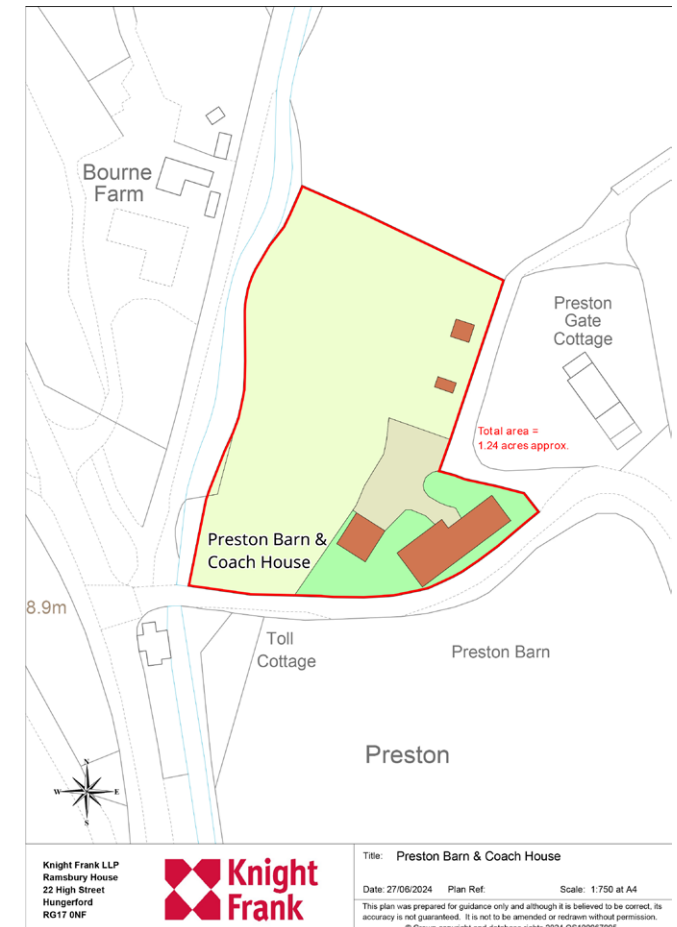 Bourne
Farm
Preston
Gate
Cottage
Total area =
1.24 acres approx.
Preston Barn &
Coach House
8.9m
Toll
Cottage
Preston Barn
Preston
N
W E
S
Knight Frank LLP
Ramsbury House
22 High Street
Hungerford
RG17 0NF
Knight
Frank
Title: Preston Barn & Coach House
Date: 27/06/2024 Plan Ref: Scale: 1:750 at A4
This plan was prepared for guidance only and although it is believed to be correct, its
accuracy is not guaranteed. It is not to be amended or redrawn without permission.